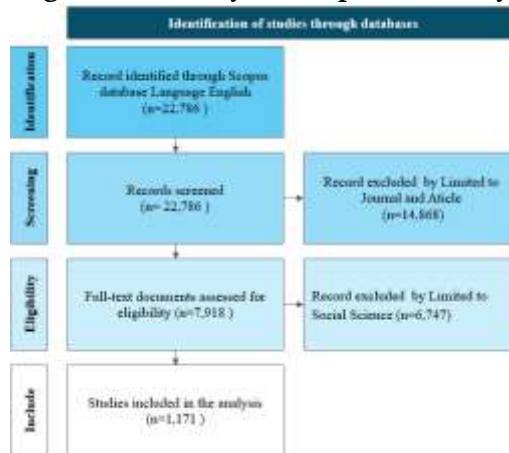 Identification of studies through databases
Identification
Record identified through Scopus
database Language English
(n=22,786 )
Screening
Records screened
(n= 22,786 )
Record excluded by Limited to
Journal and Aticle
(n=14,868)
Eligibility
Full-text documents assessed for
eligibility (n=7,918 )
Record excluded by Limited to
Social Science (n=6,747)
Include
Studies included in the analysis
(n=1,171 )